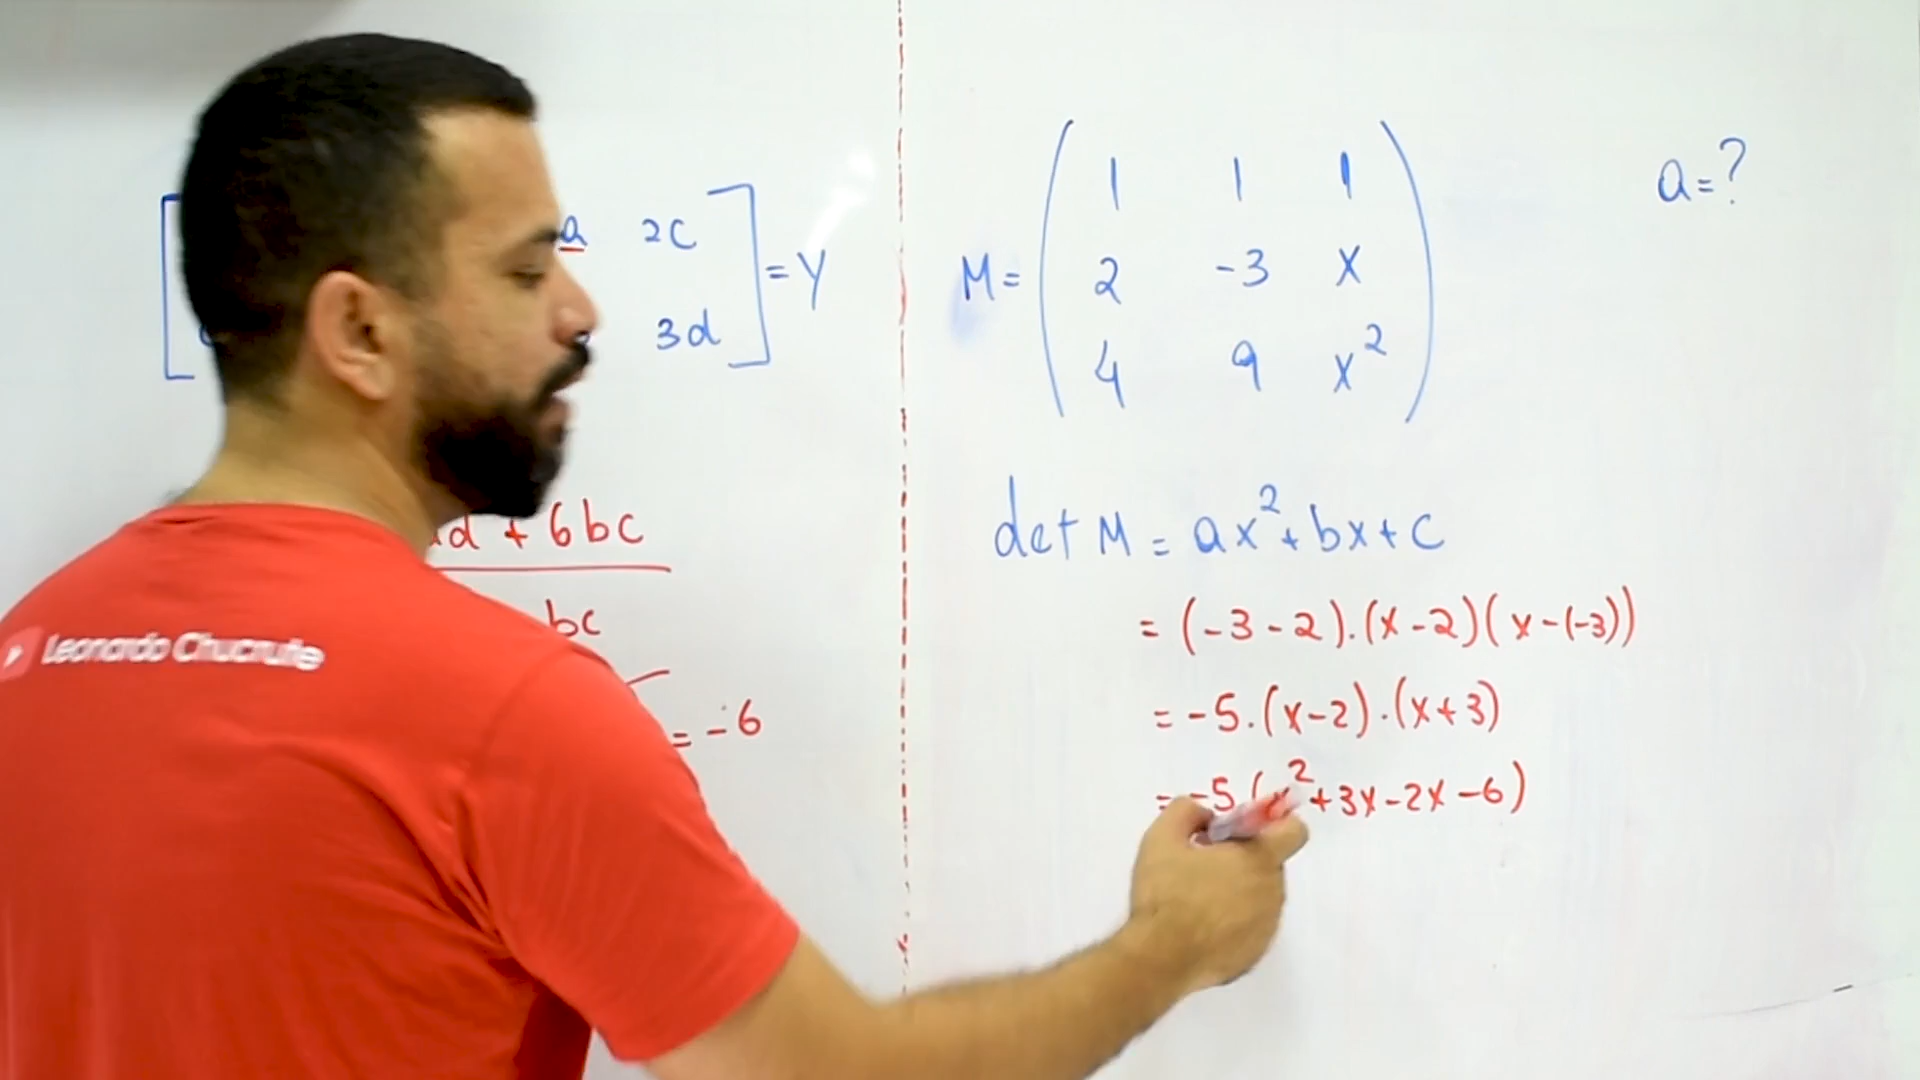 a 2c
3d
= y
d + 6bc
bc
= -6
Leonardo Chucrute
M = ( 1 1 1
2 -3 x
4 9 x² )
a = ?
det M = ax² + bx + c
= (-3 - 2).(x - 2)(x - (-3))
= -5.(x - 2).(x + 3)
= -5(x² + 3x - 2x - 6)